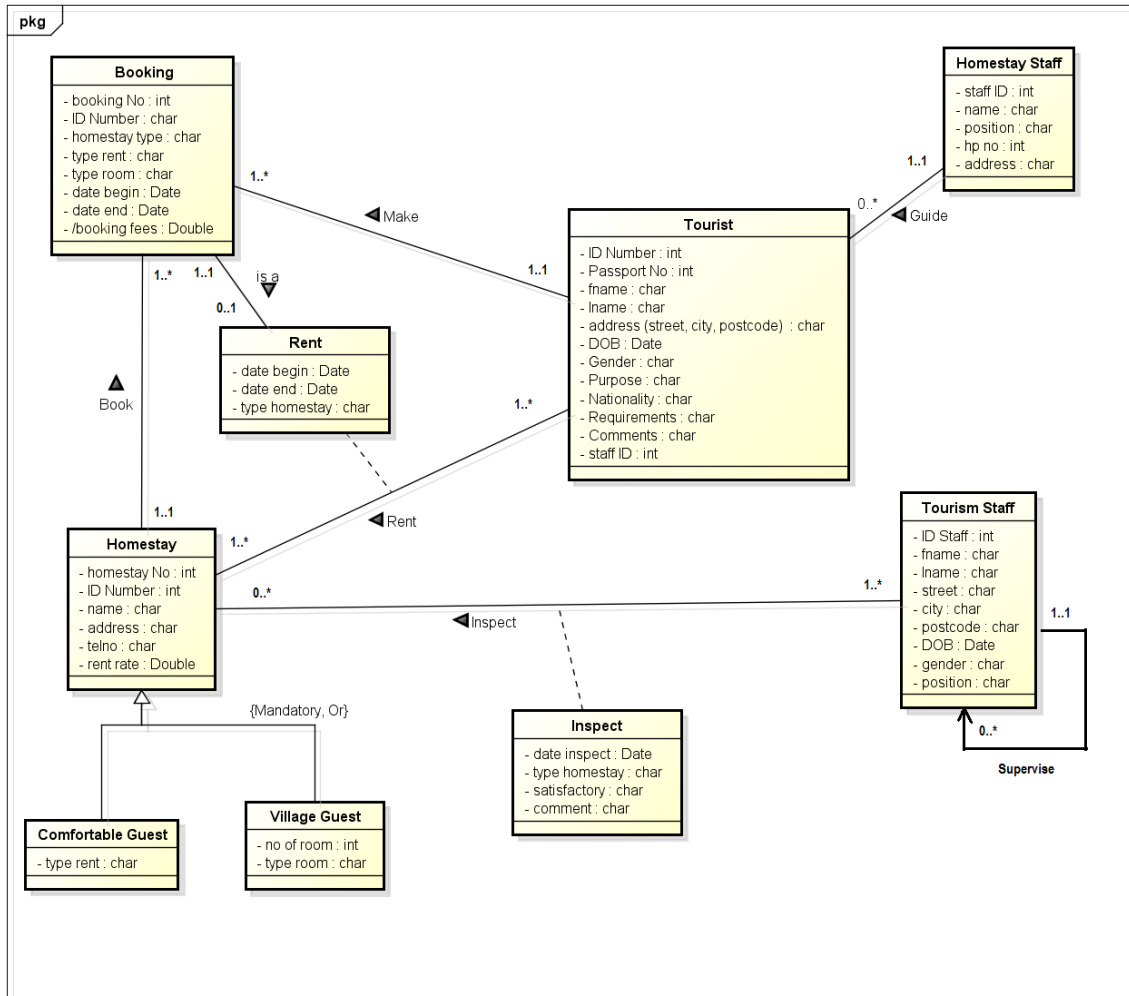 pkg
Booking
- booking No : int
- ID Number : char
- homestay type : char
- type rent : char
- type room : char
- date begin : Date
- date end : Date
- /booking fees : Double
Homestay Staff
- staff ID : int
- name : char
- position : char
- hp no : int
- address : char
1..*
Make
1..1
1..1
0..*
Guide
Tourist
- ID Number : int
- Passport No : int
- fname : char
- lname : char
- address (street, city, postcode) : char
- DOB : Date
- Gender : char
- Purpose : char
- Nationality : char
- Requirements : char
- Comments : char
- staff ID : int
1..*
1..1
is a
0..1
Rent
- date begin : Date
- date end : Date
- type homestay : char
Book
1..1
1..*
Rent
1..*
Homestay
- homestay No : int
- ID Number : int
- name : char
- address : char
- telno : char
- rent rate : Double
0..*
Inspect
1..*
Tourism Staff
- ID Staff : int
- fname : char
- lname : char
- street : char
- city : char
- postcode : char
- DOB : Date
- gender : char
- position : char
1..1
0..*
Supervise
{Mandatory, Or}
Inspect
- date inspect : Date
- type homestay : char
- satisfactory : char
- comment : char
Comfortable Guest
- type rent : char
Village Guest
- no of room : int
- type room : char